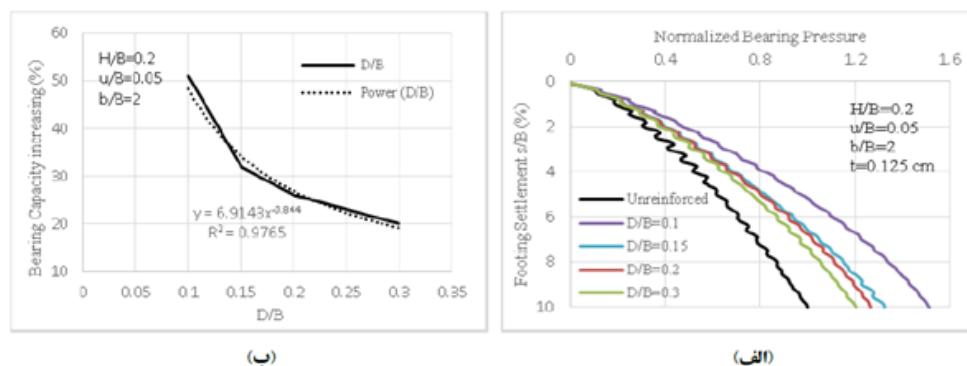 Bearing Capacity increasing (%)
60
50
40
30
20
10
H/B=0.2
u/B=0.05
b/B=2
D/B
Power (D/B)
y = 6.9143x^-0.844
R² = 0.9765
0 0.05 0.1 0.15 0.2 0.25 0.3 0.35
D/B
(ب)
Normalized Bearing Pressure
0 0.4 0.8 1.2 1.6
Footing Settlement s/B (%)
0
2
4
6
8
10
H/B=0.2
u/B=0.05
b/B=2
t=0.125 cm
Unreinforced
D/B=0.1
D/B=0.15
D/B=0.2
D/B=0.3
(الف)